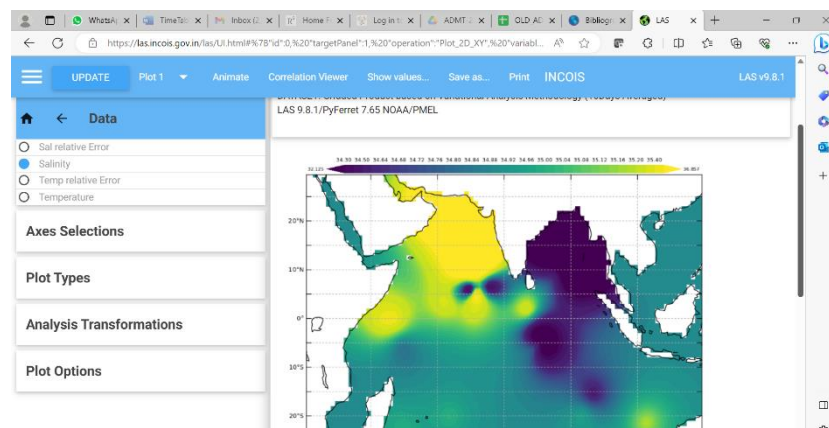 WhatsA
TimeTab
Inbox (2
Home F
Log in t
ADMT
OLD AD
Bibliogr
LAS
https://las.incois.gov.in/las/UI.html#%7B"id":0,%20"targetPanel":1,%20"operation":"Plot_2D_XY",%20"variabl...
UPDATE Plot 1 Animate Correlation Viewer Show values... Save as... Print INCOIS LAS v9.8.1
LAS 9.8.1/PyFerret 7.65 NOAA/PMEL
Data
Sal relative Error
Salinity
Temp relative Error
Temperature
Axes Selections
Plot Types
Analysis Transformations
Plot Options
34.50 34.50 34.64 34.68 34.72 34.76 34.80 34.84 34.88 34.92 34.96 35.00 35.04 35.08 35.12 35.16 35.20 35.40
20°N
10°N
0°
10°S
20°S